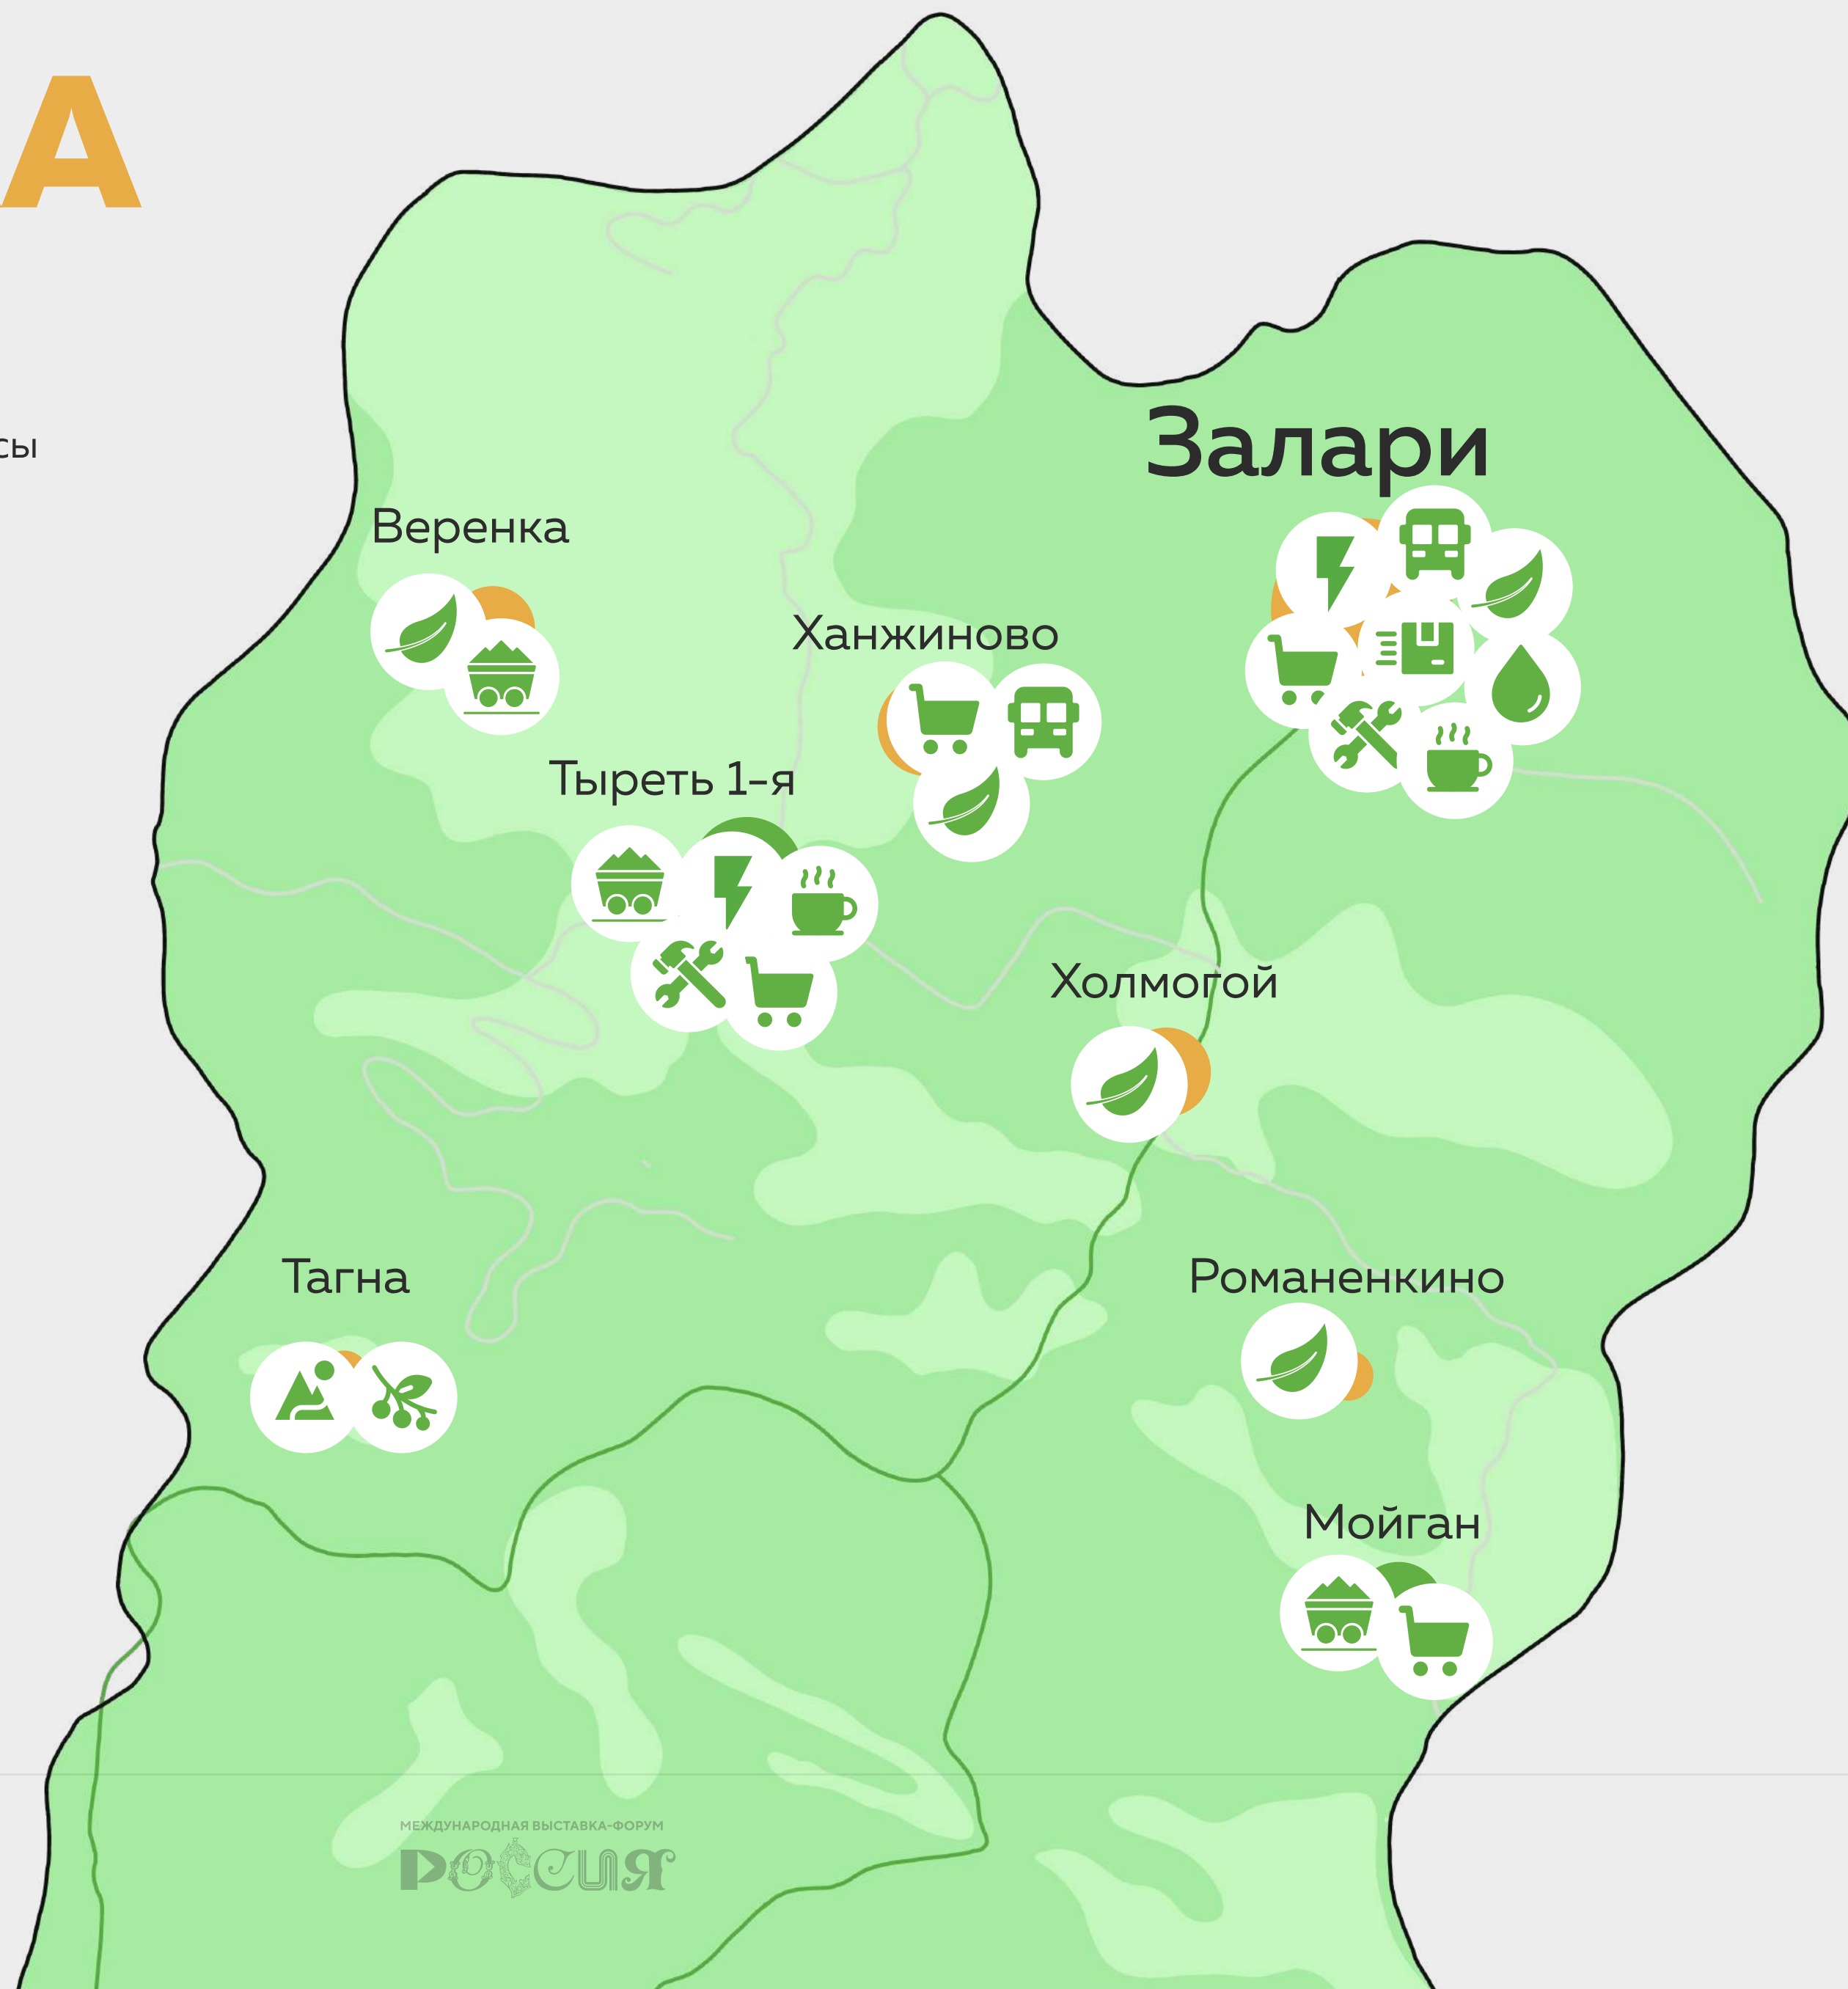 А
сы
Залари
Веренка
Ханжиново
Тыреть 1-я
Холмогой
Тагна
Романенкино
Мойган
МЕЖДУНАРОДНАЯ ВЫСТАВКА-ФОРУМ
РОССИЯ